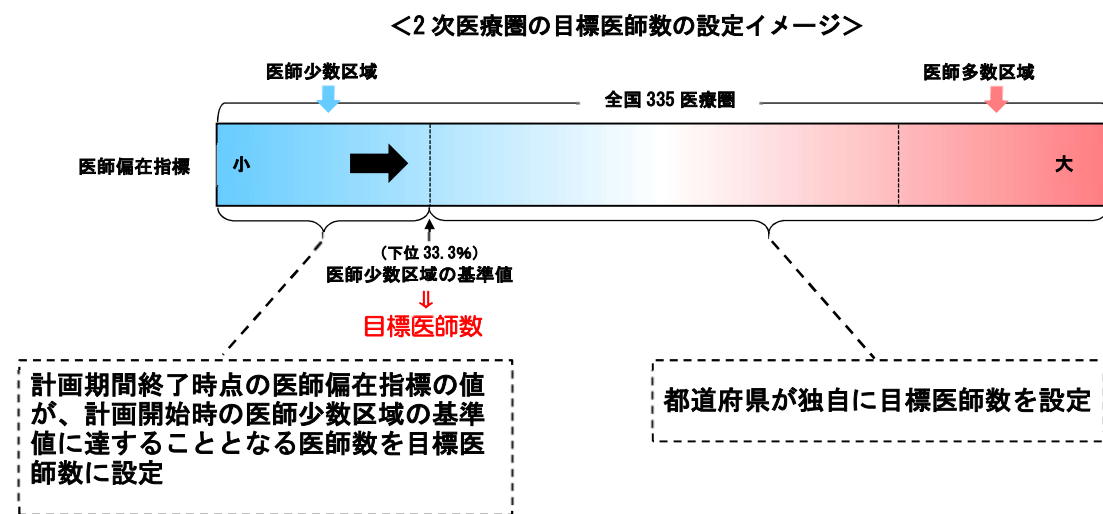 ＜2次医療圏の目標医師数の設定イメージ＞
医師少数区域
医師多数区域
全国335医療圏
医師偏在指標
小
大
（下位33.3%）
医師少数区域の基準値
⇓
目標医師数
計画期間終了時点の医師偏在指標の値
が、計画開始時の医師少数区域の基準
値に達することとなる医師数を目標医
師数に設定
都道府県が独自に目標医師数を設定